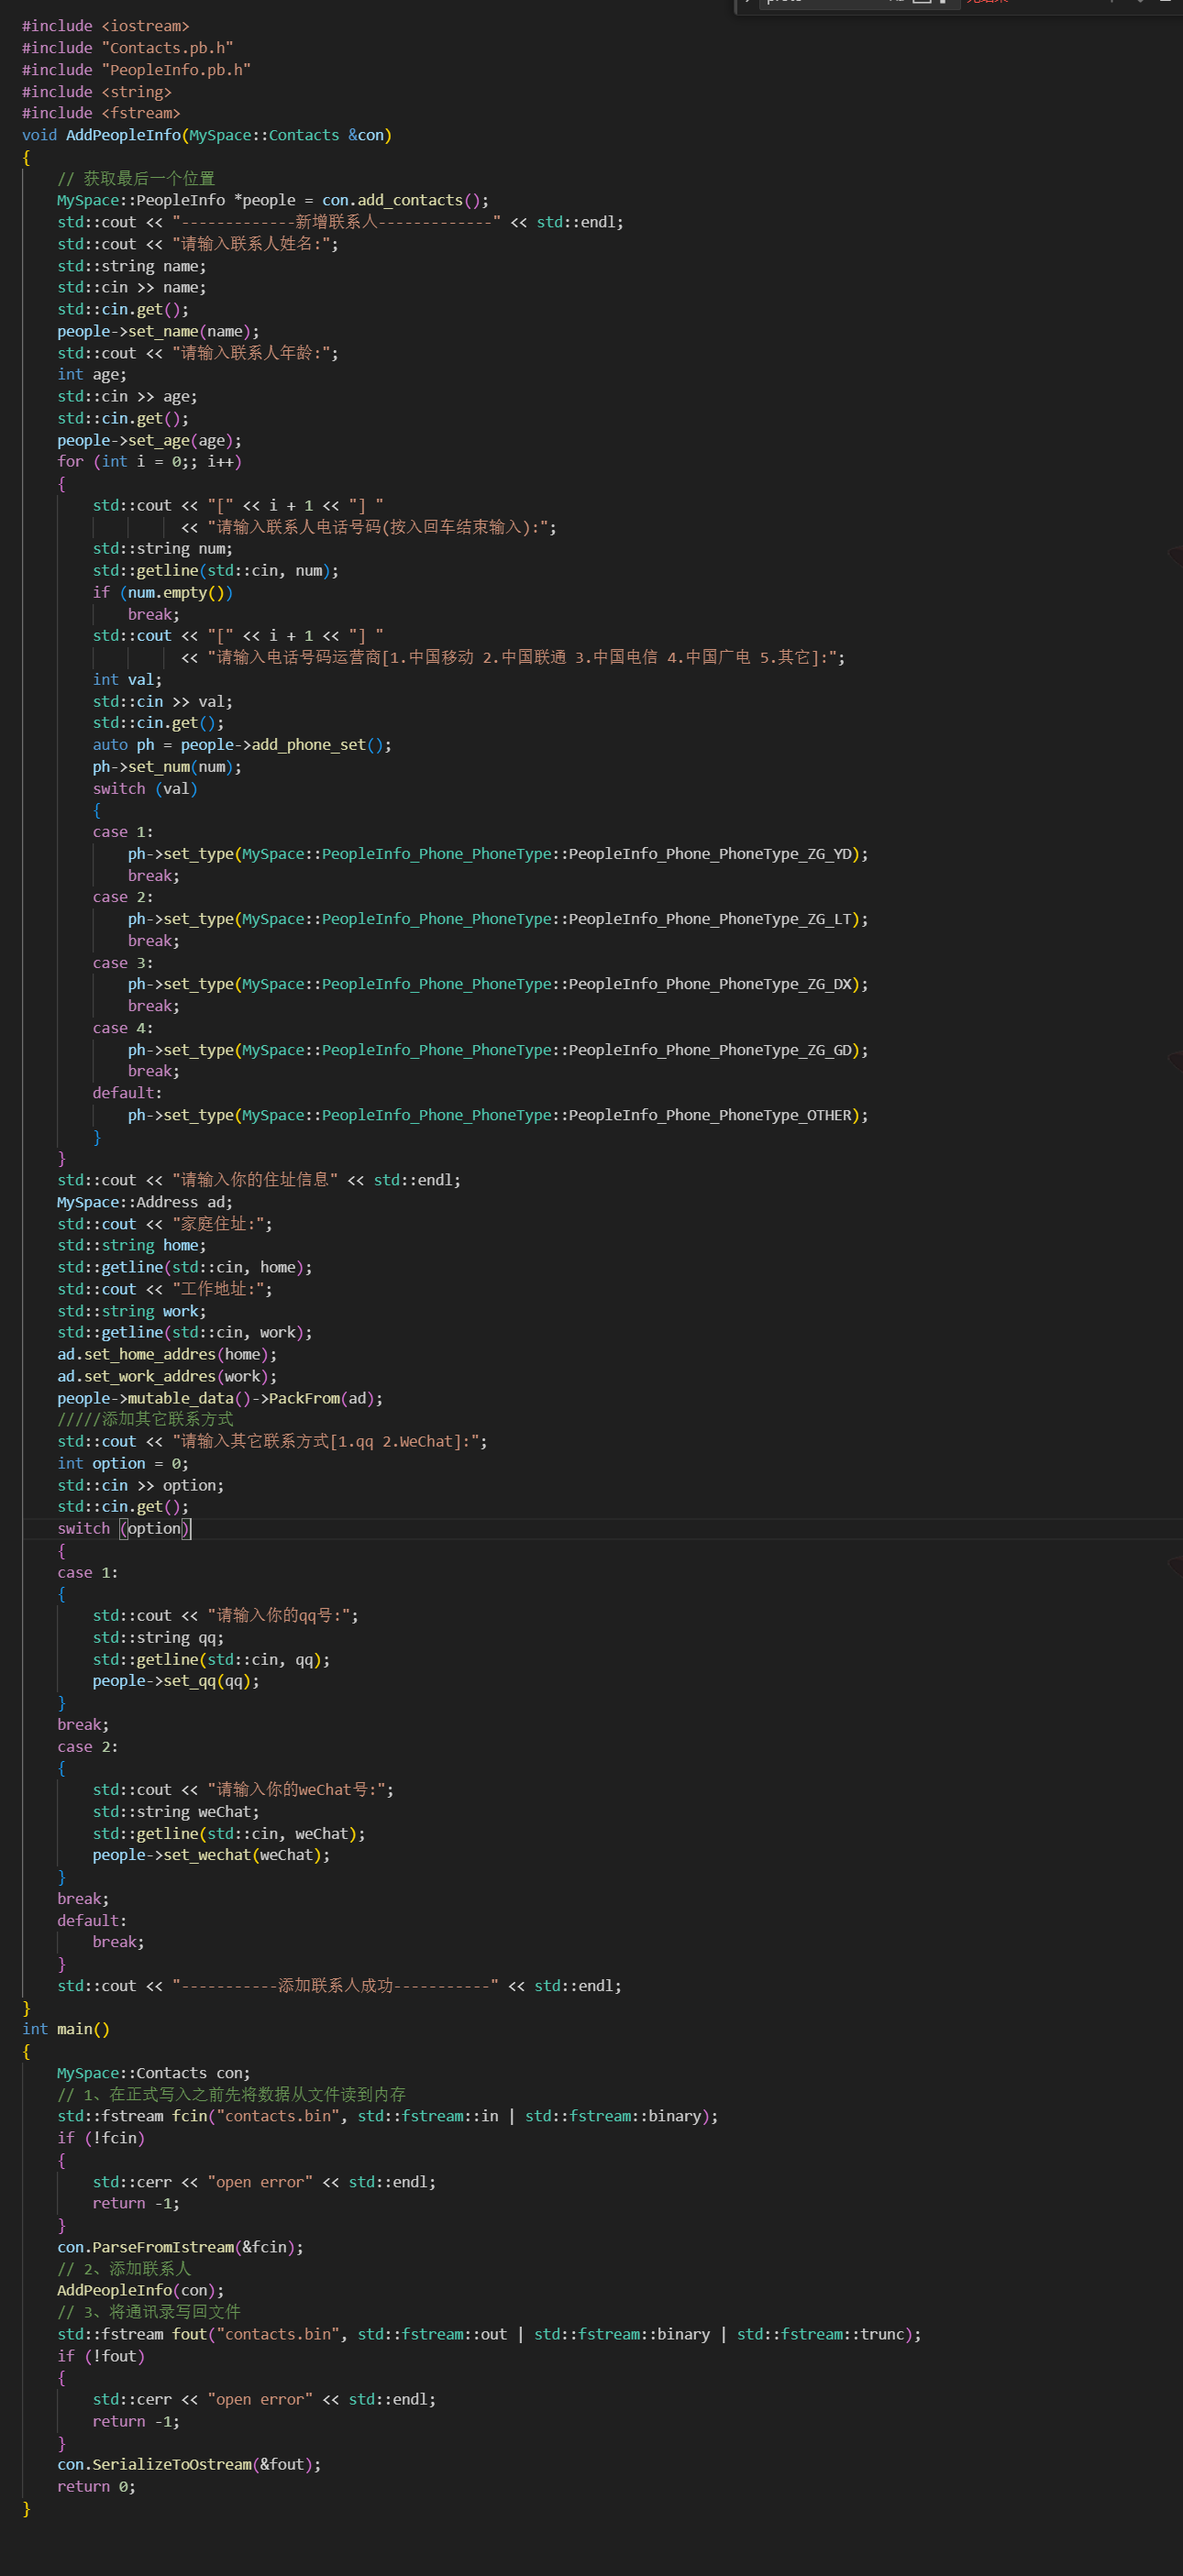 #include <iostream>
#include "Contacts.pb.h"
#include "PeopleInfo.pb.h"
#include <string>
#include <fstream>
void AddPeopleInfo(MySpace::Contacts &con)
{
    // 获取最后一个位置
    MySpace::PeopleInfo *people = con.add_contacts();
    std::cout << "-------------新增联系人-------------" << std::endl;
    std::cout << "请输入联系人姓名:";
    std::string name;
    std::cin >> name;
    std::cin.get();
    people->set_name(name);
    std::cout << "请输入联系人年龄:";
    int age;
    std::cin >> age;
    std::cin.get();
    people->set_age(age);
    for (int i = 0;; i++)
    {
        std::cout << "[" << i + 1 << "] "
                  << "请输入联系人电话号码(按入回车结束输入):";
        std::string num;
        std::getline(std::cin, num);
        if (num.empty())
            break;
        std::cout << "[" << i + 1 << "] "
                  << "请输入电话号码运营商[1.中国移动 2.中国联通 3.中国电信 4.中国广电 5.其它]:";
        int val;
        std::cin >> val;
        std::cin.get();
        auto ph = people->add_phone_set();
        ph->set_num(num);
        switch (val)
        {
        case 1:
            ph->set_type(MySpace::PeopleInfo_Phone_PhoneType::PeopleInfo_Phone_PhoneType_ZG_YD);
            break;
        case 2:
            ph->set_type(MySpace::PeopleInfo_Phone_PhoneType::PeopleInfo_Phone_PhoneType_ZG_LT);
            break;
        case 3:
            ph->set_type(MySpace::PeopleInfo_Phone_PhoneType::PeopleInfo_Phone_PhoneType_ZG_DX);
            break;
        case 4:
            ph->set_type(MySpace::PeopleInfo_Phone_PhoneType::PeopleInfo_Phone_PhoneType_ZG_GD);
            break;
        default:
            ph->set_type(MySpace::PeopleInfo_Phone_PhoneType::PeopleInfo_Phone_PhoneType_OTHER);
        }
    }
    std::cout << "请输入你的住址信息" << std::endl;
    MySpace::Address ad;
    std::cout << "家庭住址:";
    std::string home;
    std::getline(std::cin, home);
    std::cout << "工作地址:";
    std::string work;
    std::getline(std::cin, work);
    ad.set_home_addres(home);
    ad.set_work_addres(work);
    people->mutable_data()->PackFrom(ad);
    /////添加其它联系方式
    std::cout << "请输入其它联系方式[1.qq 2.WeChat]:";
    int option = 0;
    std::cin >> option;
    std::cin.get();
    switch (option)
    {
    case 1:
    {
        std::cout << "请输入你的qq号:";
        std::string qq;
        std::getline(std::cin, qq);
        people->set_qq(qq);
    }
    break;
    case 2:
    {
        std::cout << "请输入你的weChat号:";
        std::string weChat;
        std::getline(std::cin, weChat);
        people->set_wechat(weChat);
    }
    break;
    default:
        break;
    }
    std::cout << "-----------添加联系人成功-----------" << std::endl;
}
int main()
{
    MySpace::Contacts con;
    // 1、在正式写入之前先将数据从文件读到内存
    std::fstream fcin("contacts.bin", std::fstream::in | std::fstream::binary);
    if (!fcin)
    {
        std::cerr << "open error" << std::endl;
        return -1;
    }
    con.ParseFromIstream(&fcin);
    // 2、添加联系人
    AddPeopleInfo(con);
    // 3、将通讯录写回文件
    std::fstream fout("contacts.bin", std::fstream::out | std::fstream::binary | std::fstream::trunc);
    if (!fout)
    {
        std::cerr << "open error" << std::endl;
        return -1;
    }
    con.SerializeToOstream(&fout);
    return 0;
}